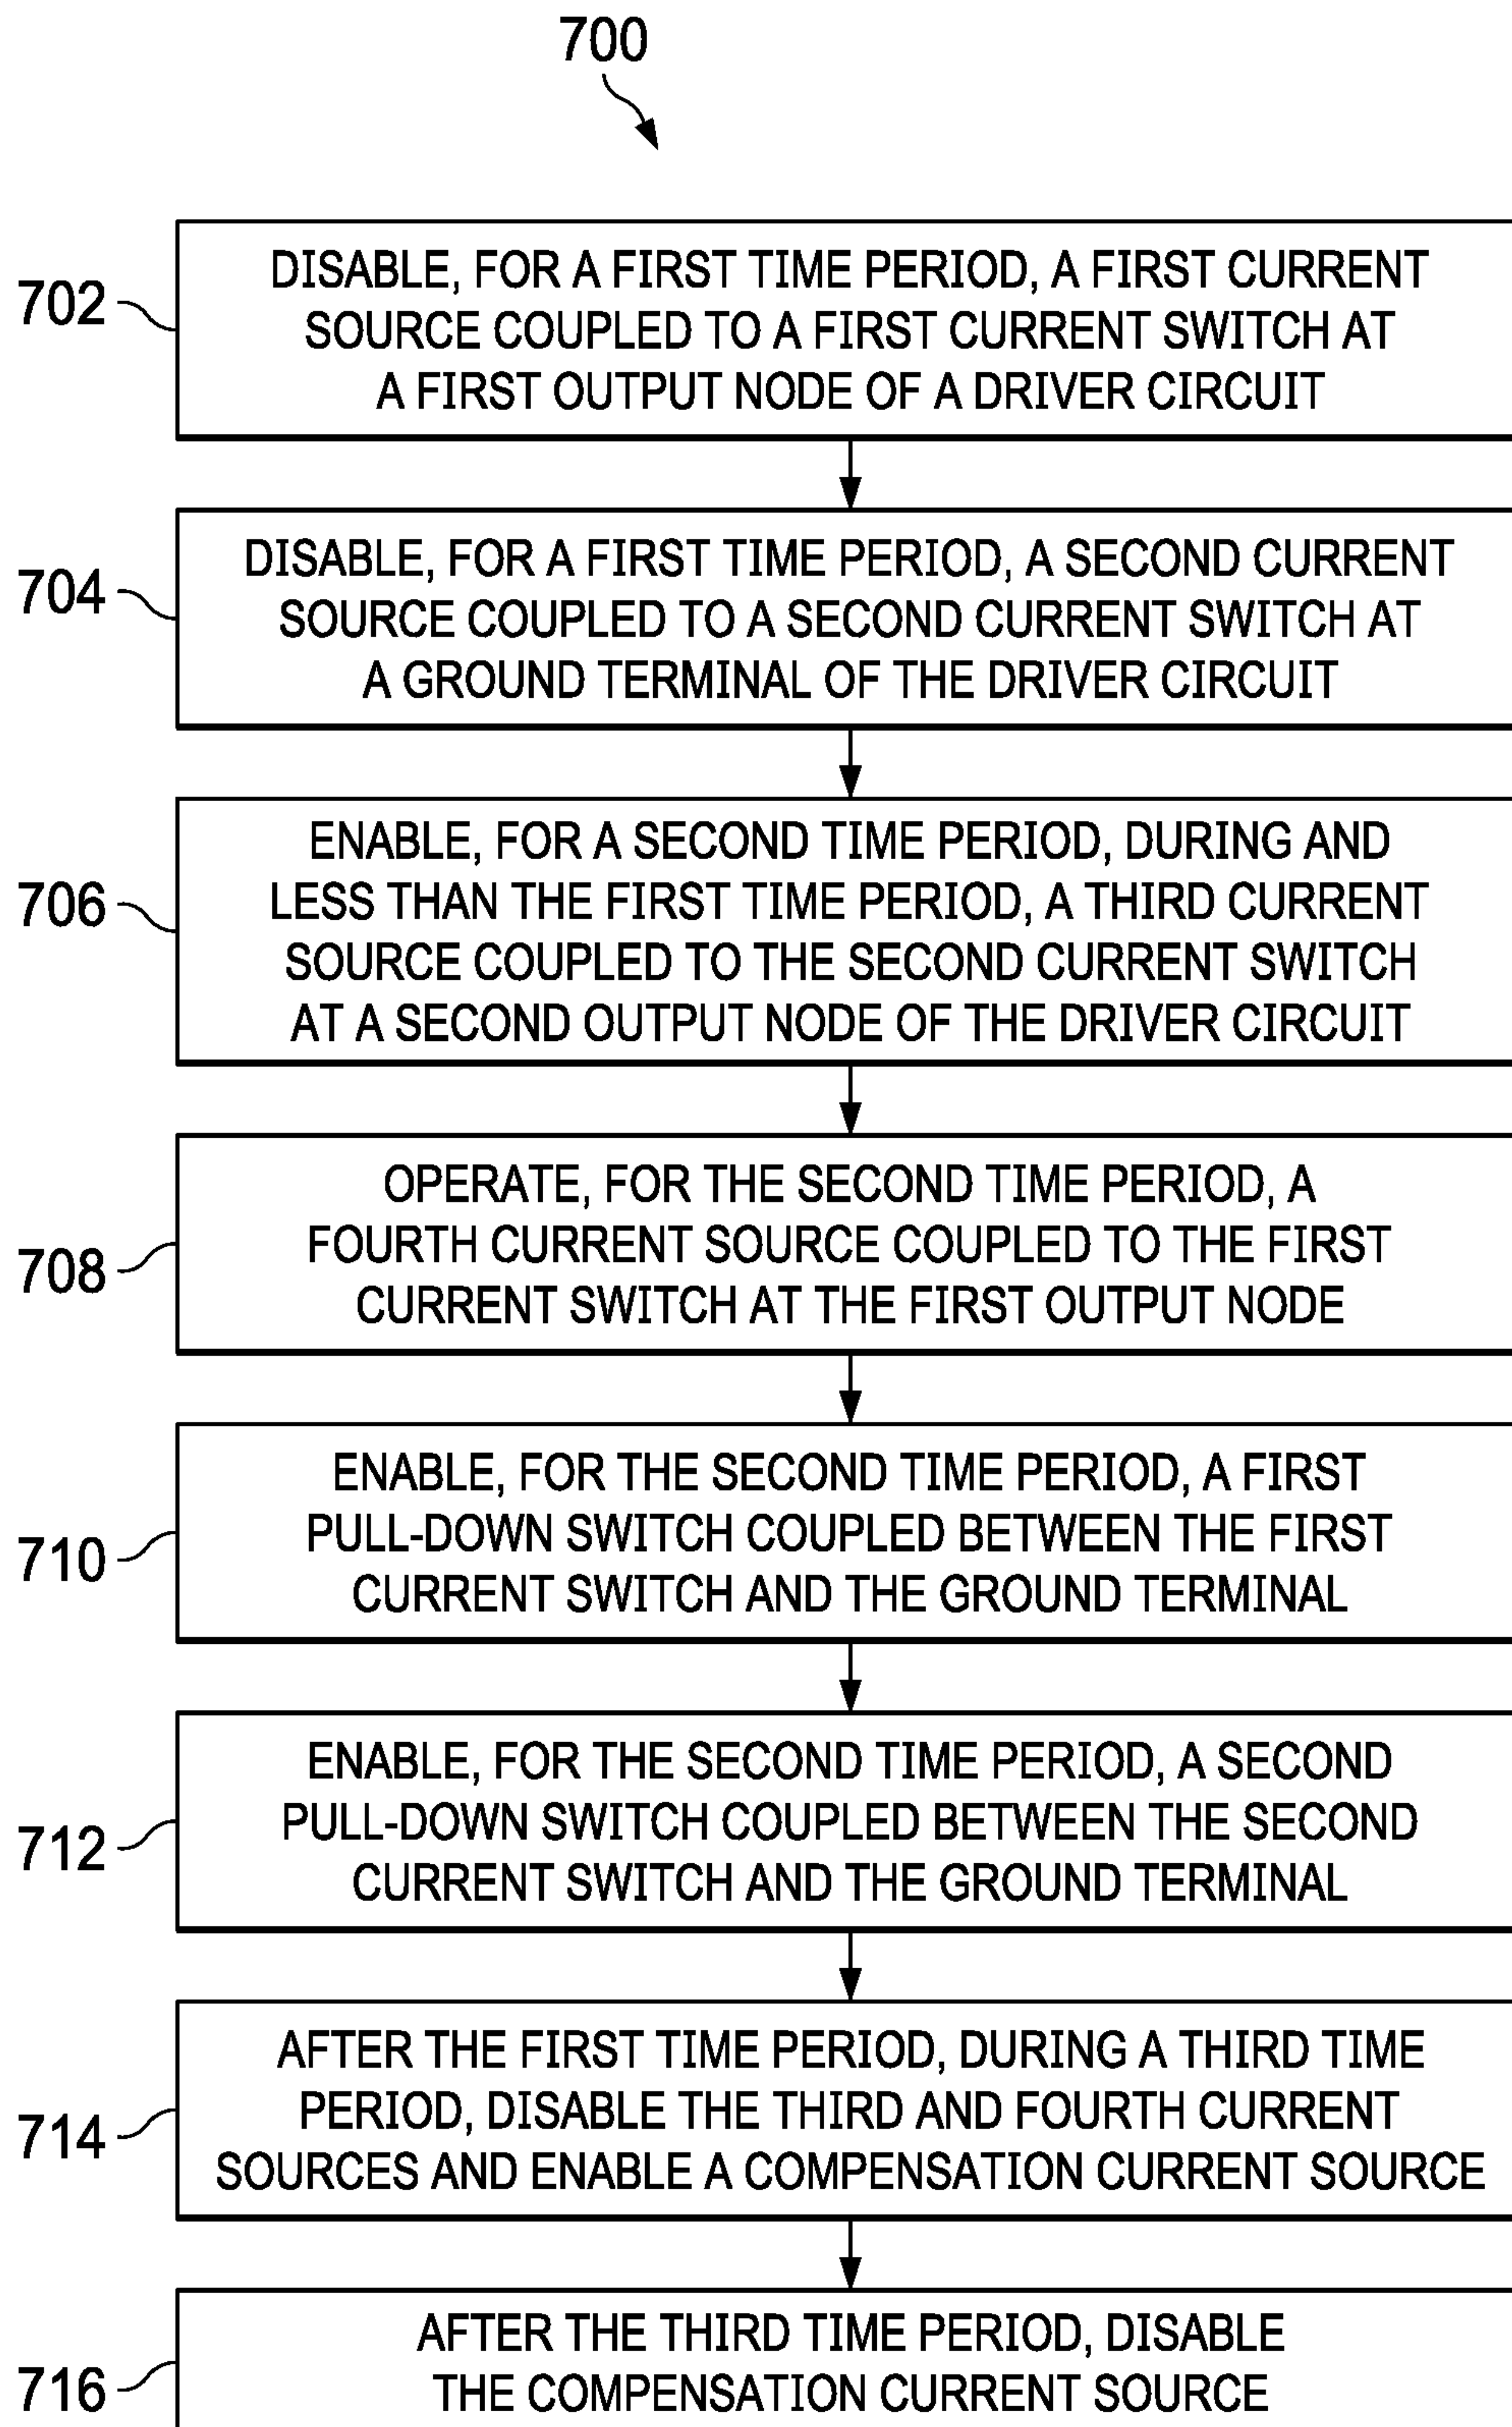 700
702
DISABLE, FOR A FIRST TIME PERIOD, A FIRST CURRENT
SOURCE COUPLED TO A FIRST CURRENT SWITCH AT
A FIRST OUTPUT NODE OF A DRIVER CIRCUIT
704
DISABLE, FOR A FIRST TIME PERIOD, A SECOND CURRENT
SOURCE COUPLED TO A SECOND CURRENT SWITCH AT
A GROUND TERMINAL OF THE DRIVER CIRCUIT
706
ENABLE, FOR A SECOND TIME PERIOD, DURING AND
LESS THAN THE FIRST TIME PERIOD, A THIRD CURRENT
SOURCE COUPLED TO THE SECOND CURRENT SWITCH
AT A SECOND OUTPUT NODE OF THE DRIVER CIRCUIT
708
OPERATE, FOR THE SECOND TIME PERIOD, A
FOURTH CURRENT SOURCE COUPLED TO THE FIRST
CURRENT SWITCH AT THE FIRST OUTPUT NODE
710
ENABLE, FOR THE SECOND TIME PERIOD, A FIRST
PULL-DOWN SWITCH COUPLED BETWEEN THE FIRST
CURRENT SWITCH AND THE GROUND TERMINAL
712
ENABLE, FOR THE SECOND TIME PERIOD, A SECOND
PULL-DOWN SWITCH COUPLED BETWEEN THE SECOND
CURRENT SWITCH AND THE GROUND TERMINAL
714
AFTER THE FIRST TIME PERIOD, DURING A THIRD TIME
PERIOD, DISABLE THE THIRD AND FOURTH CURRENT
SOURCES AND ENABLE A COMPENSATION CURRENT SOURCE
716
AFTER THE THIRD TIME PERIOD, DISABLE
THE COMPENSATION CURRENT SOURCE